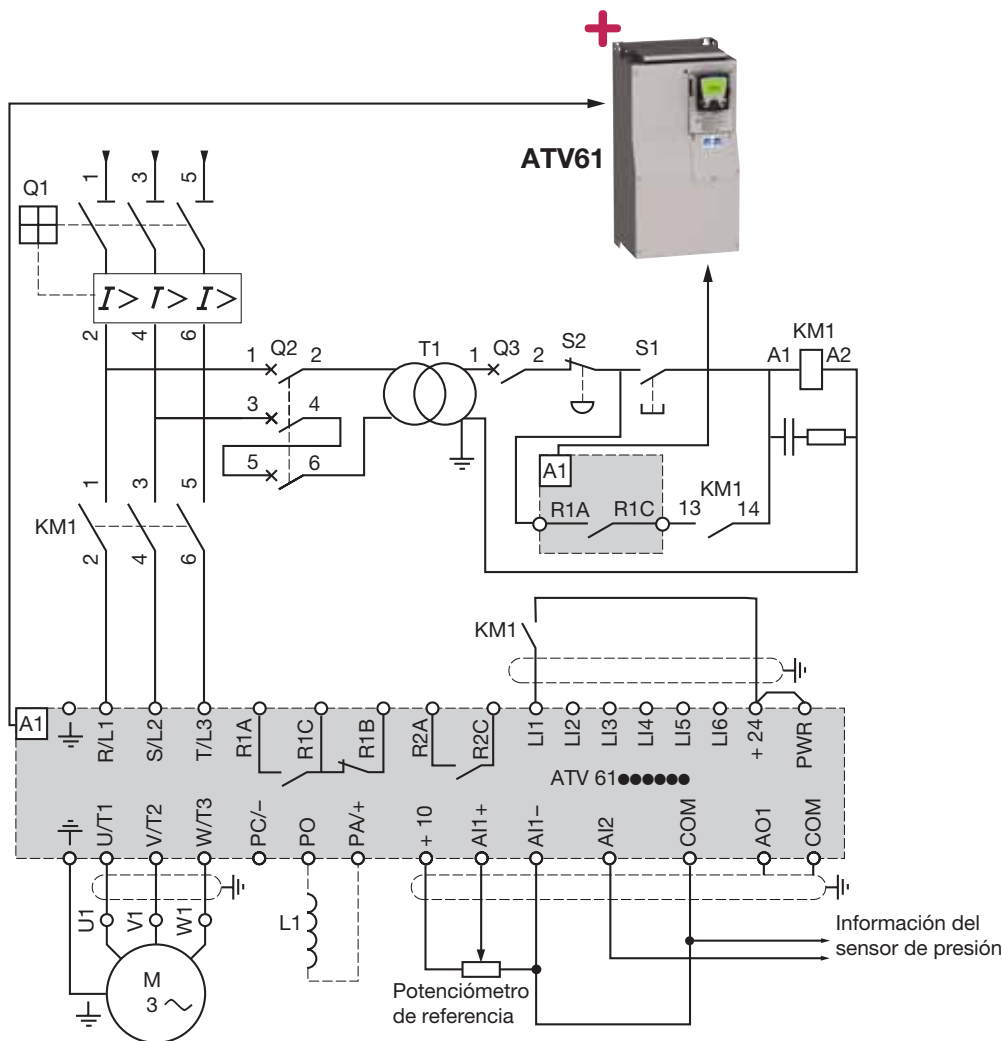 ATV61
Q1
1
3
5
I> I> I>
2
4
6
1
Q2
2
T1
1
Q3
2
S2
S1
KM1
A1
A2
3
4
5
6
A1
R1A
R1C
13
KM1
14
KM1
1
3
5
2
4
6
KM1
A1
R/L1
S/L2
T/L3
R1A
R1C
R1B
R2A
R2C
LI1
LI2
LI3
LI4
LI5
LI6
+ 24
PWR
ATV 61●●●●●●
U/T1
V/T2
W/T3
PC/-
PO
PA/+
+ 10
AI1+
AI1-
AI2
COM
AO1
COM
U1
V1
W1
L1
M
3
Potenciómetro
de referencia
Información del
sensor de presión